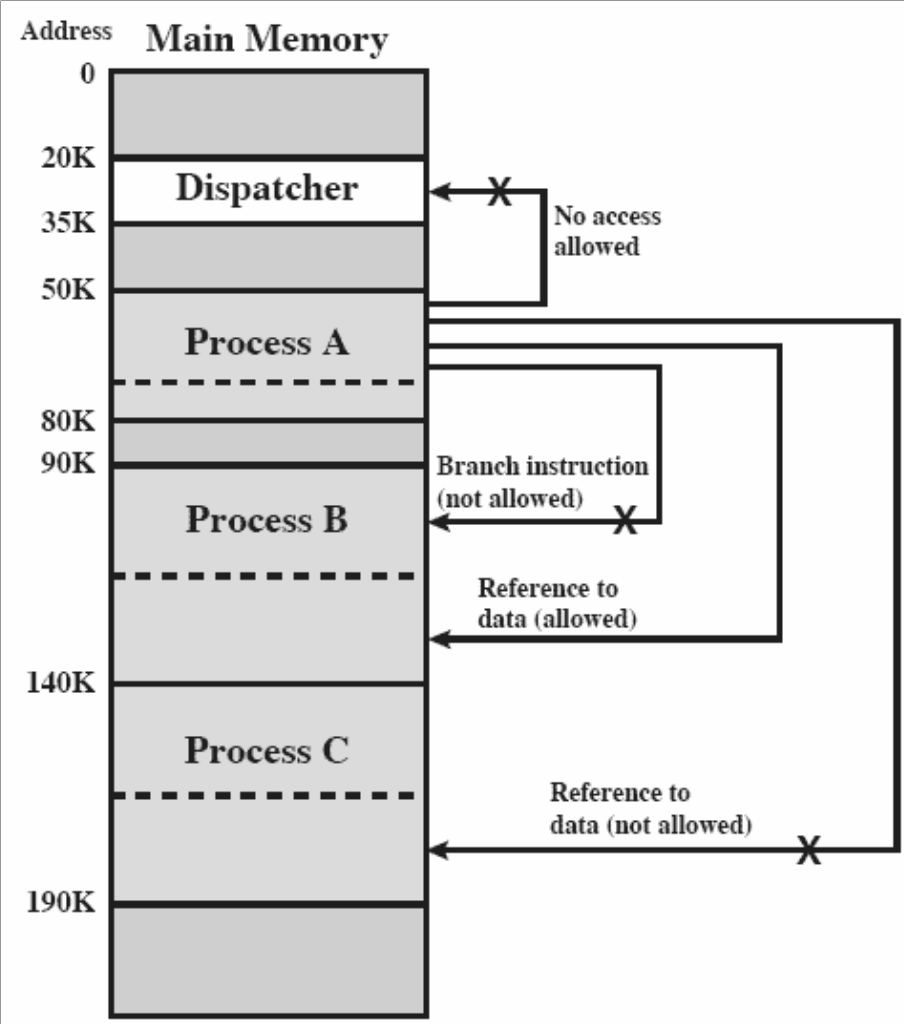 Address
Main Memory
0
20K
Dispatcher
X
35K
No access
allowed
50K
Process A
80K
90K
Branch instruction
(not allowed)
X
Process B
Reference to
data (allowed)
140K
Process C
Reference to
data (not allowed)
X
190K